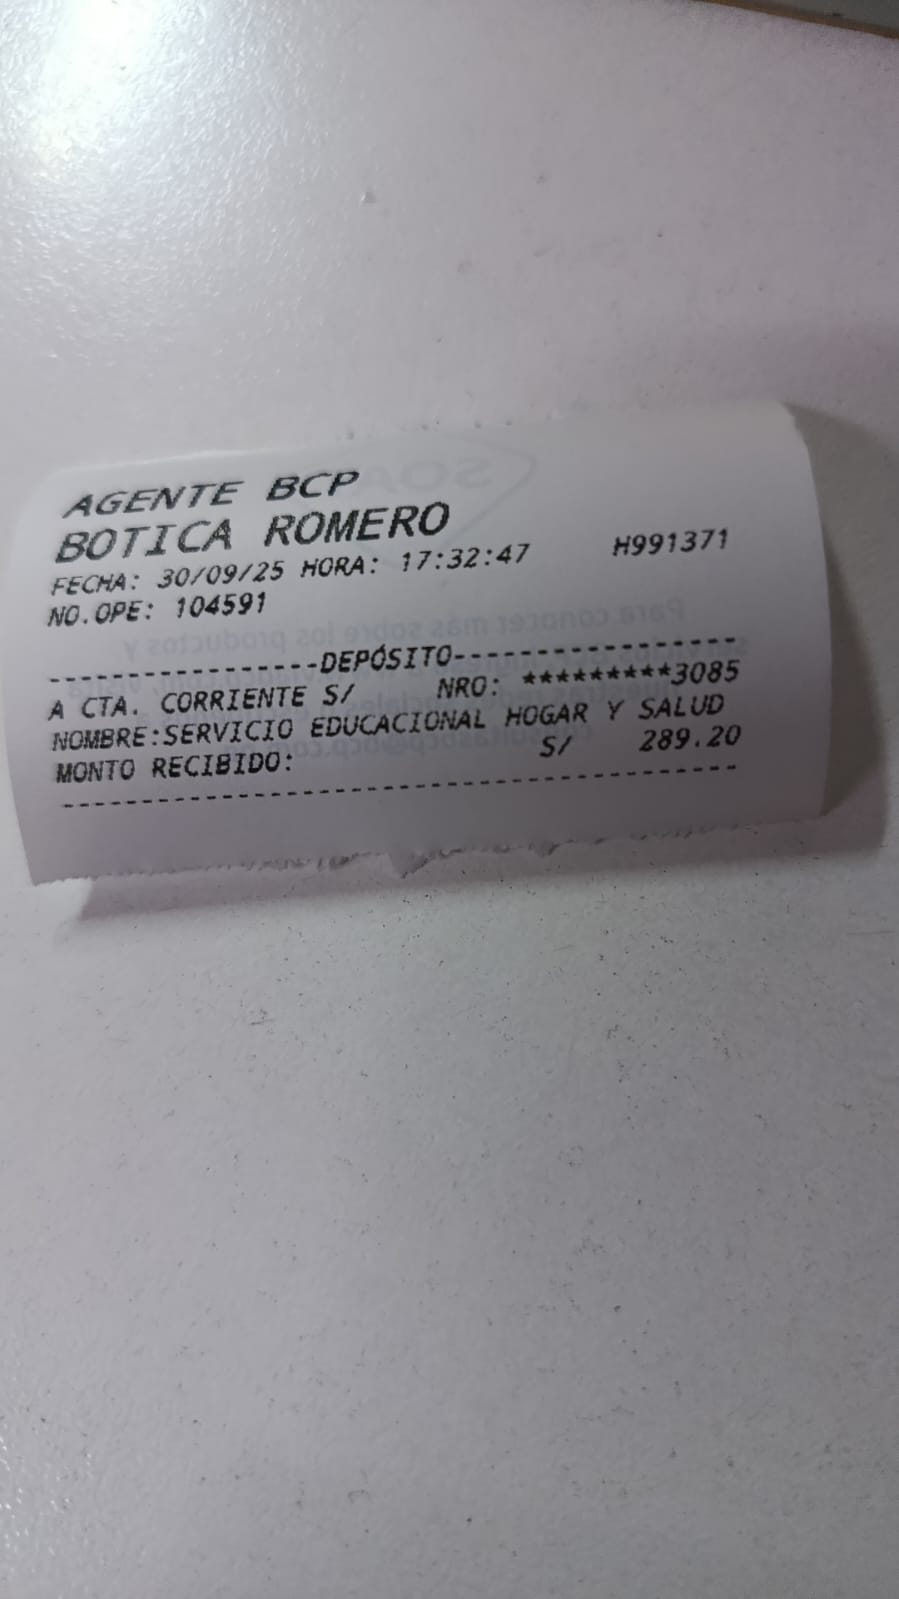 AGENTE BCP
BOTICA ROMERO
FECHA: 30/09/25 HORA: 17:32:47 H991371
NO.OPE: 104591
-----------------DEPÓSITO------------------
A CTA. CORRIENTE S/ NRO: *********3085
NOMBRE:SERVICIO EDUCACIONAL HOGAR Y SALUD
MONTO RECIBIDO: S/ 289.20
-------------------------------------------